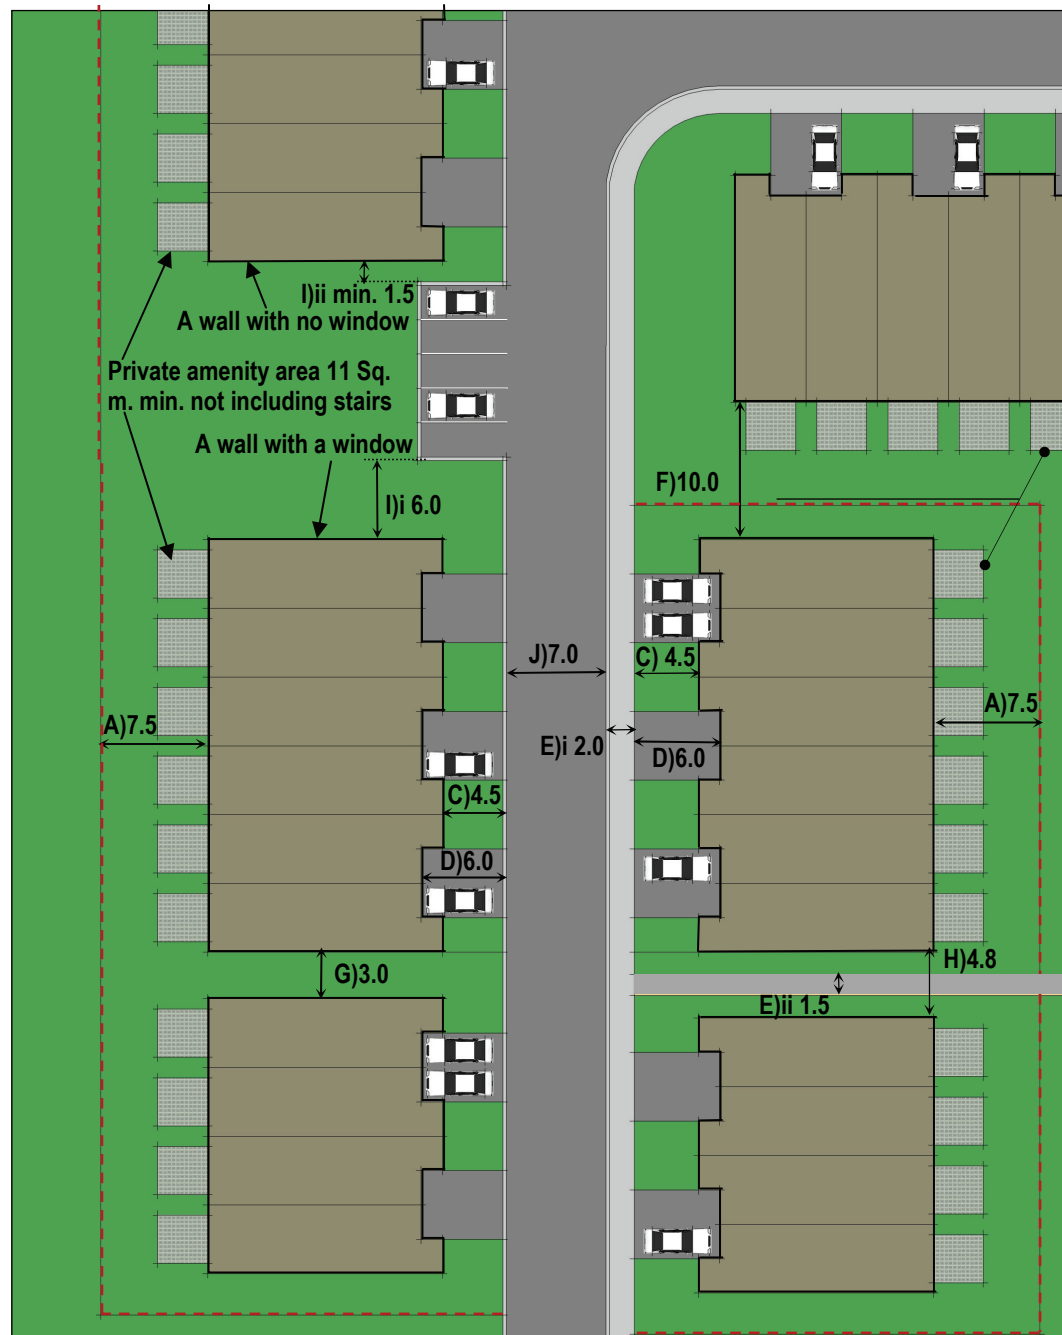 I)ii min. 1.5
A wall with no window
Private amenity area 11 Sq.
m. min. not including stairs
A wall with a window
I)i 6.0
F)10.0
J)7.0
C) 4.5
A)7.5
A)7.5
E)i 2.0
D)6.0
C)4.5
D)6.0
G)3.0
H)4.8
E)ii 1.5